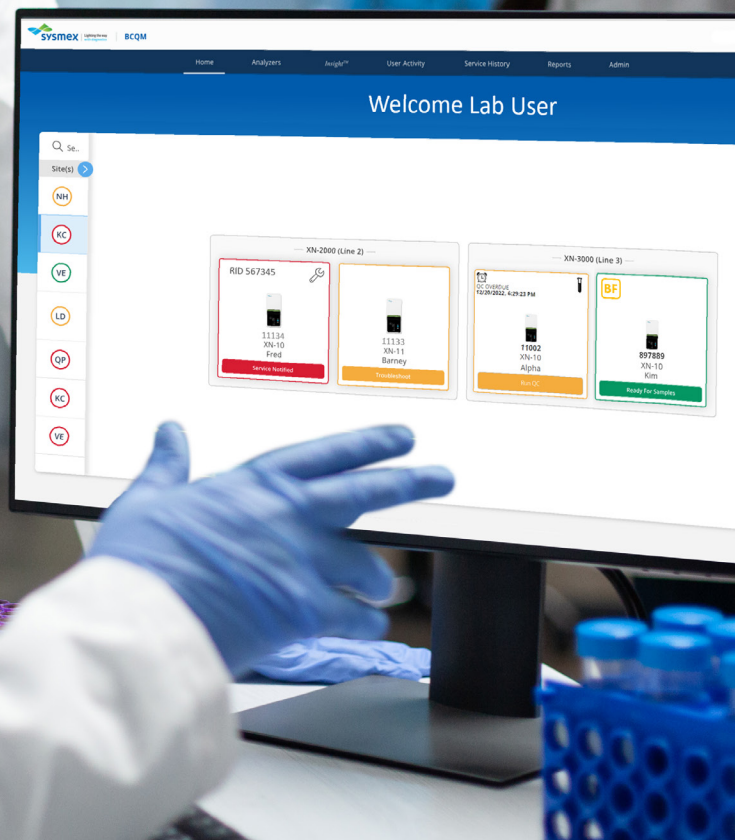 sysmex
BCQM
Home Analyzers Insight™ User Activity Service History Reports Admin
Welcome Lab User
Se..
Site(s)
NH
KC
VE
LD
QP
KC
VE
XN-2000 (Line 2)
RID 567345
11134
XN-10
Fred
Service Notified
11133
XN-11
Barney
Troubleshoot
XN-3000 (Line 3)
QC OVERDUE
12/20/2022, 4:29:23 PM
11002
XN-10
Alpha
Run QC
BF
897889
XN-10
Kim
Ready For Samples